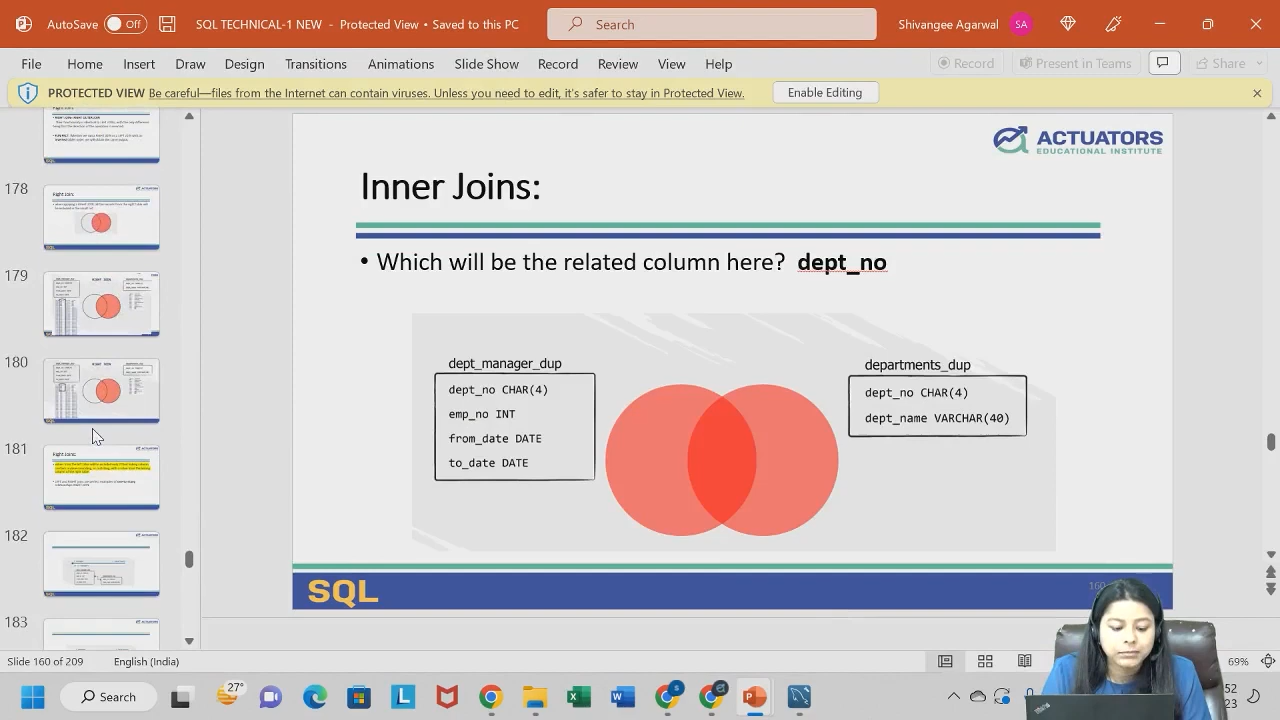 AutoSave Off SQL TECHNICAL-1 NEW - Protected View • Saved to this PC Search Shivangee Agarwal SA
File Home Insert Draw Design Transitions Animations Slide Show Record Review View Help Record Present in Teams Share
PROTECTED VIEW Be careful—files from the Internet can contain viruses. Unless you need to edit, it's safer to stay in Protected View. Enable Editing
ACTUATORS
EDUCATIONAL INSTITUTE
Inner Joins:
• Which will be the related column here? dept_no
dept_manager_dup
dept_no CHAR(4)
emp_no INT
from_date DATE
to_date DATE
departments_dup
dept_no CHAR(4)
dept_name VARCHAR(40)
SQL
160
178
Right Join:
179
180
181
Right Joins:
182
183
Slide 160 of 209 English (India) 69%
27°
Search